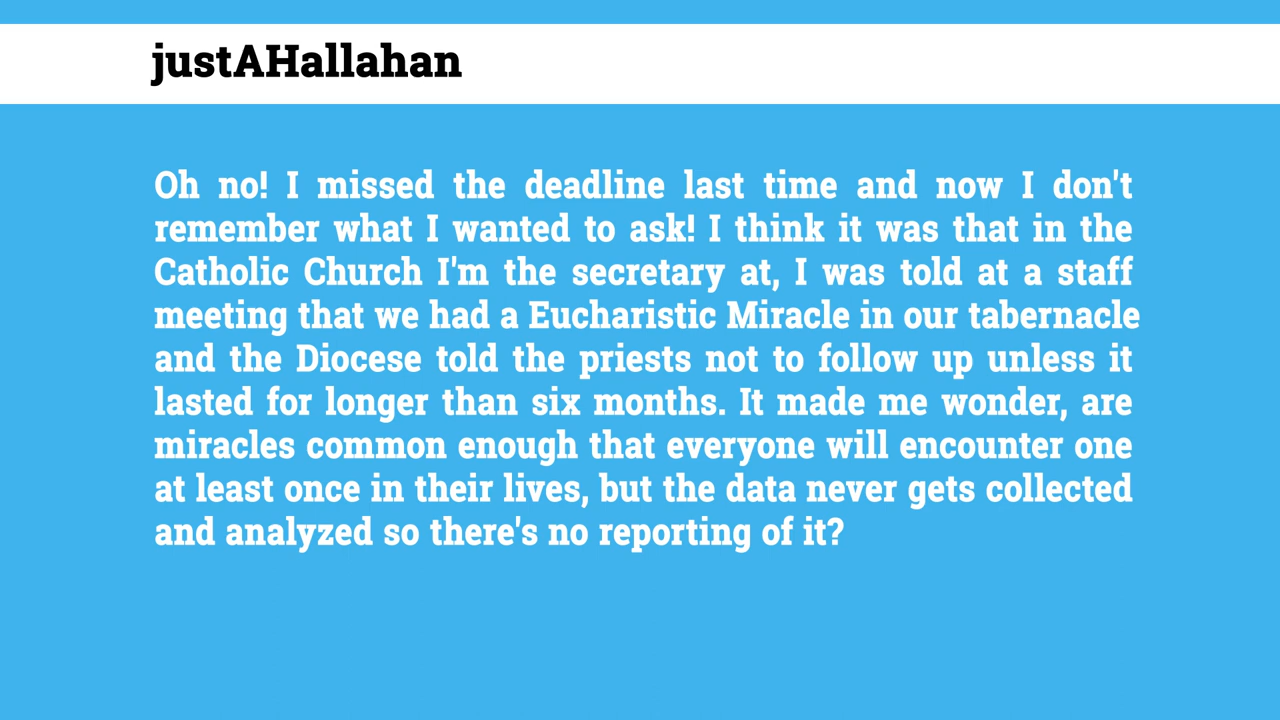 justAHallahan
Oh no! I missed the deadline last time and now I don't
remember what I wanted to ask! I think it was that in the
Catholic Church I'm the secretary at, I was told at a staff
meeting that we had a Eucharistic Miracle in our tabernacle
and the Diocese told the priests not to follow up unless it
lasted for longer than six months. It made me wonder, are
miracles common enough that everyone will encounter one
at least once in their lives, but the data never gets collected
and analyzed so there's no reporting of it?